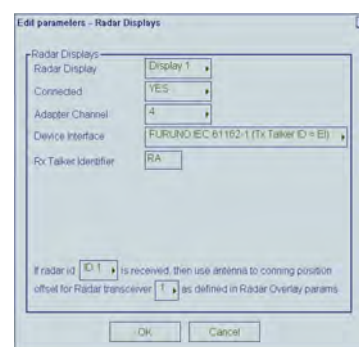 Edit parameters - Radar Displays
Radar Displays
Radar Display Display 1
Connected YES
Adapter Channel 4
Device Interface FURUNO IEC 61162-1 (Tx Talker ID = EI)
Rx Talker Identifier RA
If radar id ID 1 is received, then use antenna to conning position
offset for Radar transceiver 1 as defined in Radar Overlay params
OK Cancel